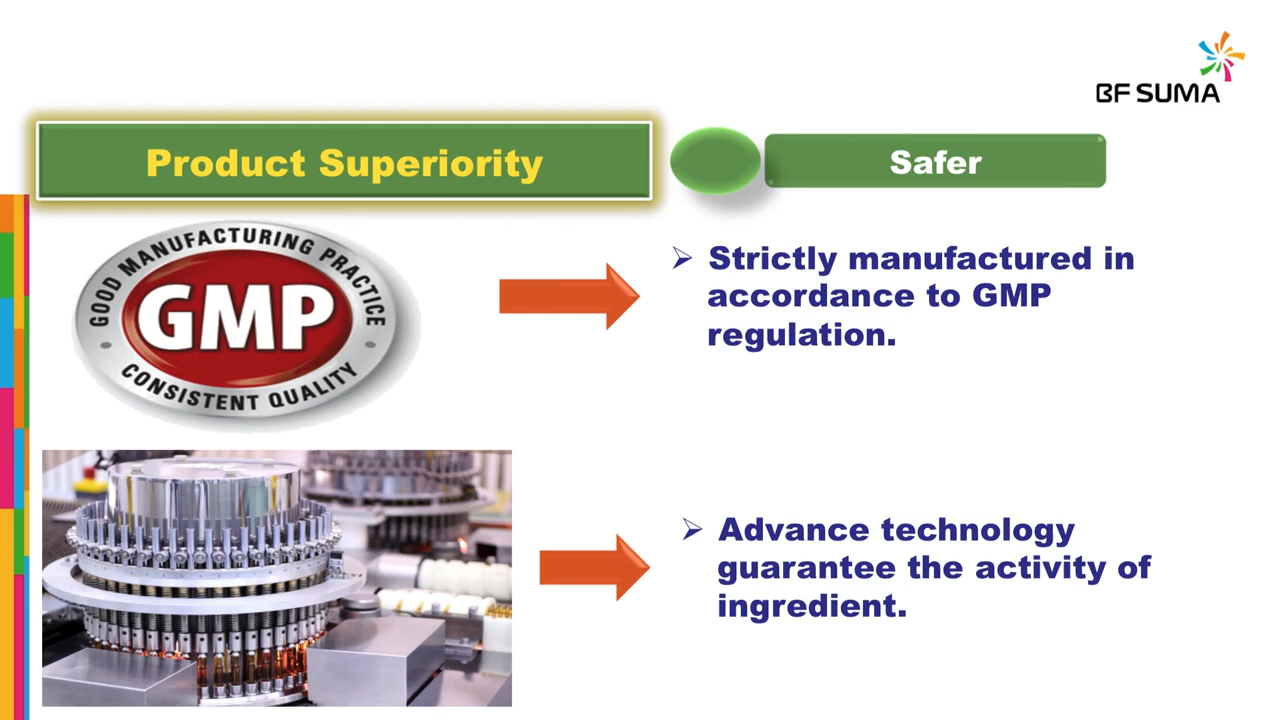 BF SUMA
Product Superiority
Safer
GOOD MANUFACTURING PRACTICE
GMP
CONSISTENT QUALITY
➢ Strictly manufactured in
accordance to GMP
regulation.
➢ Advance technology
guarantee the activity of
ingredient.